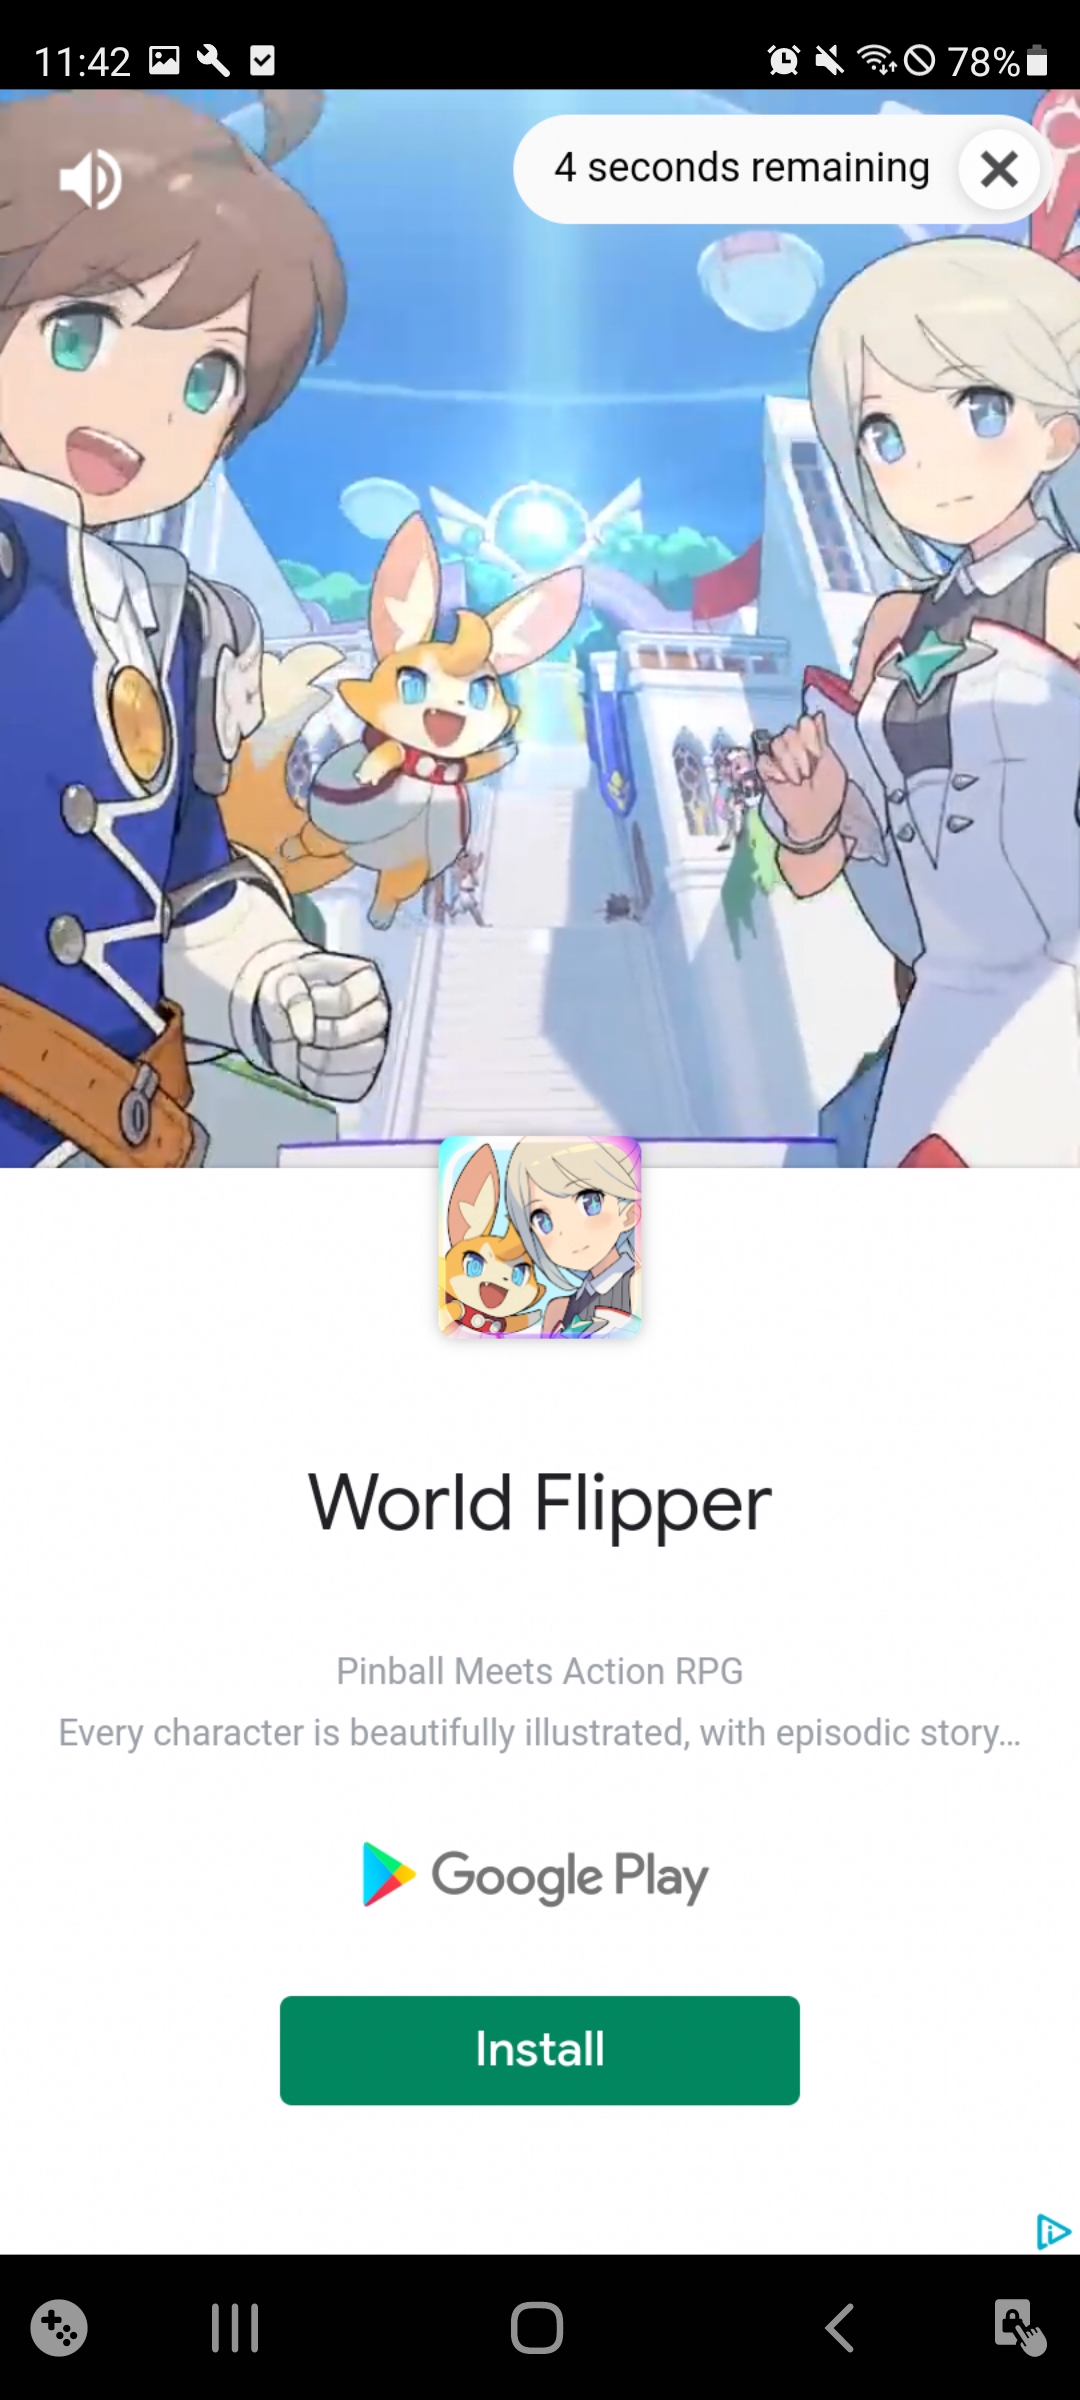 11:42
78%
4 seconds remaining
World Flipper
Pinball Meets Action RPG
Every character is beautifully illustrated, with episodic story...
Google Play
Install